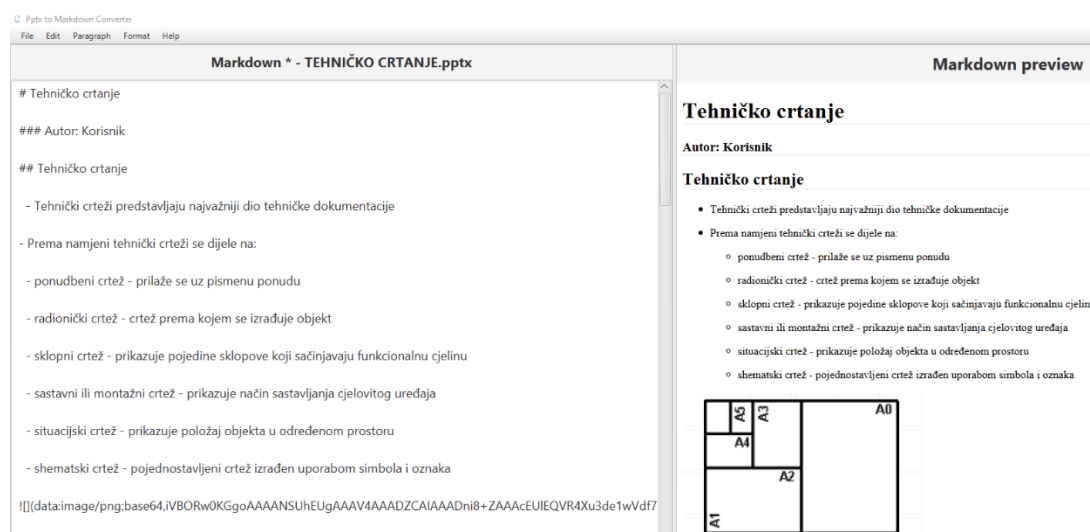 Pptx to Markdown Converter
File Edit Paragraph Format Help
Markdown * - TEHNIČKO CRTANJE.pptx
# Tehničko crtanje
### Autor: Korisnik
## Tehničko crtanje
- Tehnički crteži predstavljaju najvažniji dio tehničke dokumentacije
- Prema namjeni tehnički crteži se dijele na:
- ponudbeni crtež - prilaže se uz pismenu ponudu
- radionički crtež - crtež prema kojem se izrađuje objekt
- sklopni crtež - prikazuje pojedine sklopove koji sačinjavaju funkcionalnu cjelinu
- sastavni ili montažni crtež - prikazuje način sastavljanja cjelovitog uređaja
- situacijski crtež - prikazuje položaj objekta u određenom prostoru
- shematski crtež - pojednostavljeni crtež izrađen uporabom simbola i oznaka
![](data:image/png;base64,iVBORw0KGgoAAAANSUhEUgAAAV4AAADZCAIAAADni8+ZAAAcEUlEQVR4Xu3de1wVdf7
Markdown preview
Tehničko crtanje
Autor: Korisnik
Tehničko crtanje
• Tehnički crteži predstavljaju najvažniji dio tehničke dokumentacije
• Prema namjeni tehnički crteži se dijele na:
◦ ponudbeni crtež - prilaže se uz pismenu ponudu
◦ radionički crtež - crtež prema kojem se izrađuje objekt
◦ sklopni crtež - prikazuje pojedine sklopove koji sačinjavaju funkcionalnu cjelin
◦ sastavni ili montažni crtež - prikazuje način sastavljanja cjelovitog uređaja
◦ situacijski crtež - prikazuje položaj objekta u određenom prostoru
◦ shematski crtež - pojednostavljeni crtež izrađen uporabom simbola i oznaka
A5 A3 A0
A4
A2
A1